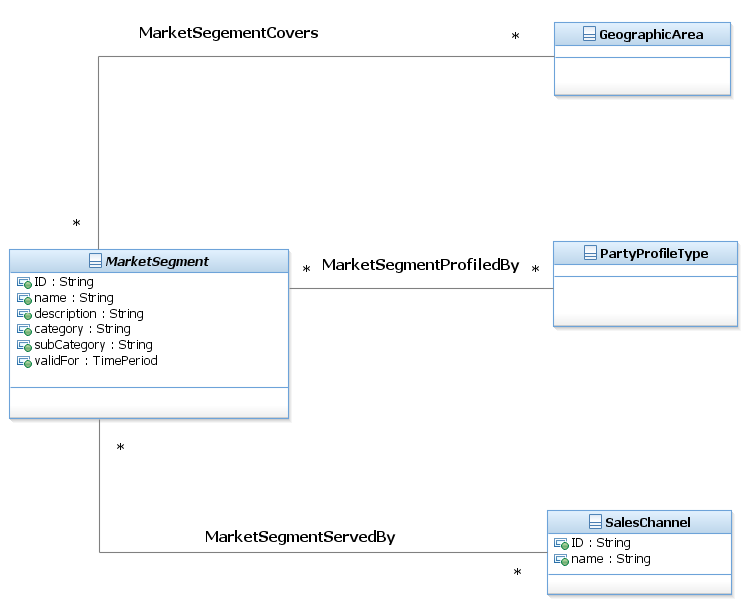 MarketSegementCovers
*
GeographicArea
*
MarketSegment
ID : String
name : String
description : String
category : String
subCategory : String
validFor : TimePeriod
* MarketSegmentProfiledBy *
PartyProfileType
*
MarketSegmentServedBy
*
SalesChannel
ID : String
name : String